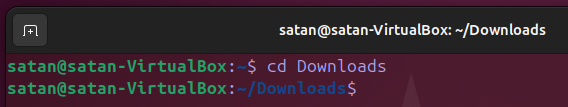 satan@satan-VirtualBox: ~/Downloads
satan@satan-VirtualBox:~$ cd Downloads
satan@satan-VirtualBox:~/Downloads$